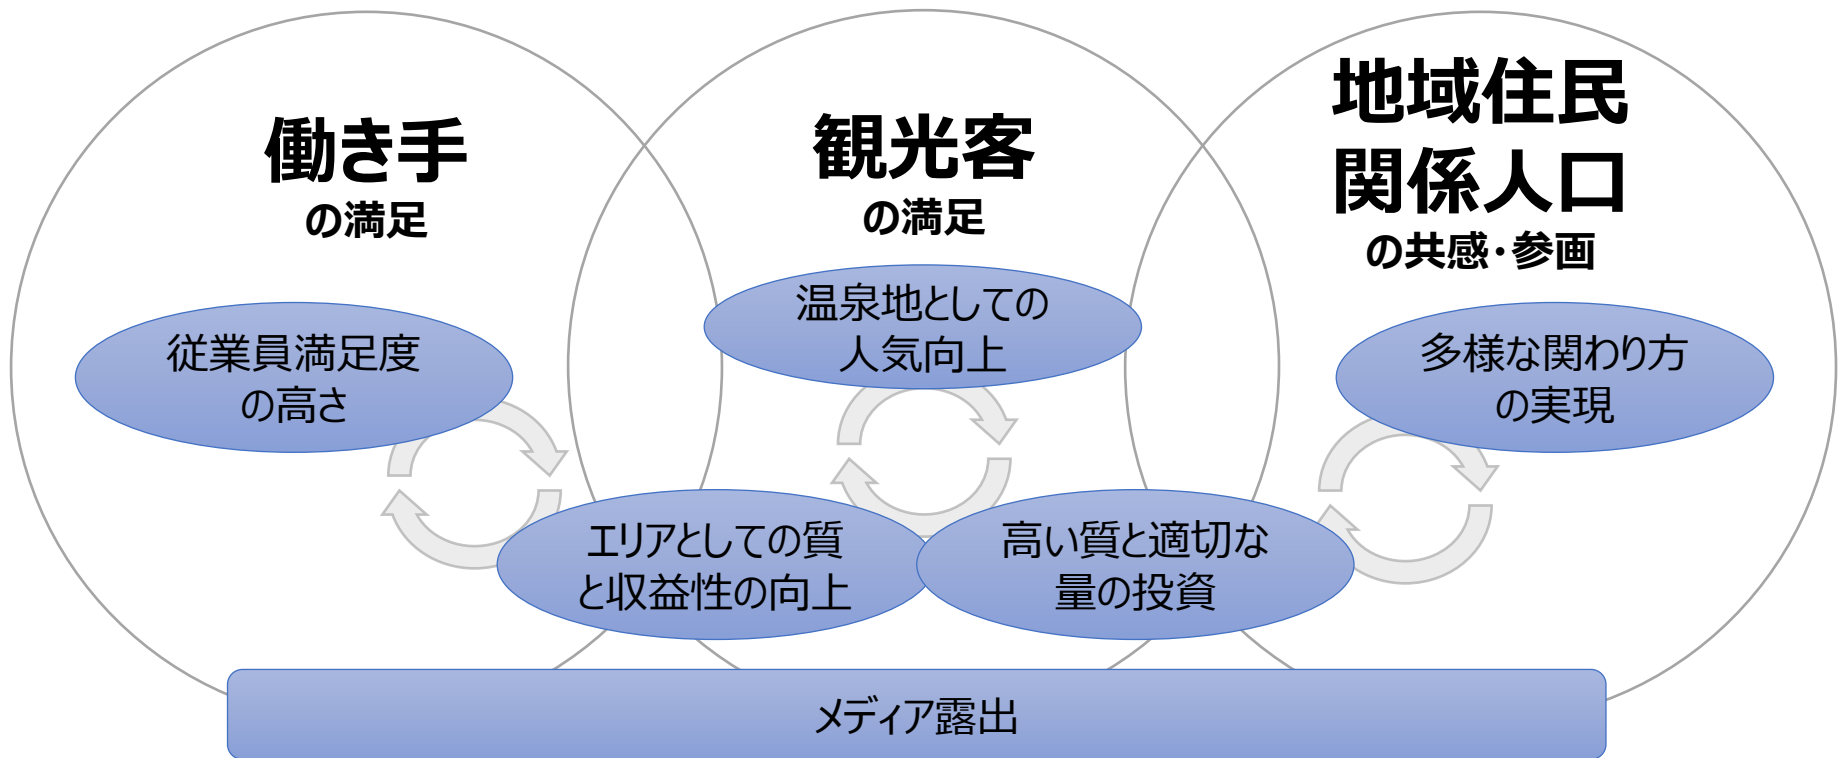 働き手
の満足
観光客
の満足
地域住民
関係人口
の共感・参画
従業員満足度
の高さ
温泉地としての
人気向上
多様な関わり方
の実現
エリアとしての質
と収益性の向上
高い質と適切な
量の投資
メディア露出